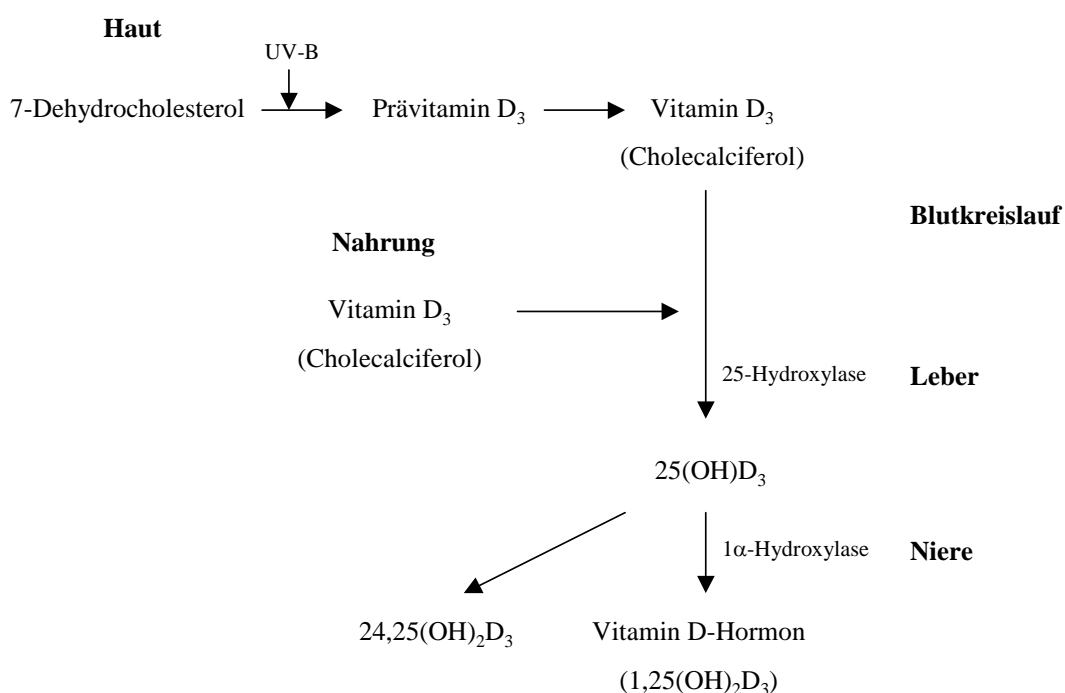 Haut
UV-B
7-Dehydrocholesterol
Prävitamin D₃
Vitamin D₃
(Cholecalciferol)
Blutkreislauf
Nahrung
Vitamin D₃
(Cholecalciferol)
25-Hydroxylase
Leber
25(OH)D₃
1α-Hydroxylase
Niere
24,25(OH)₂D₃
Vitamin D-Hormon
(1,25(OH)₂D₃)